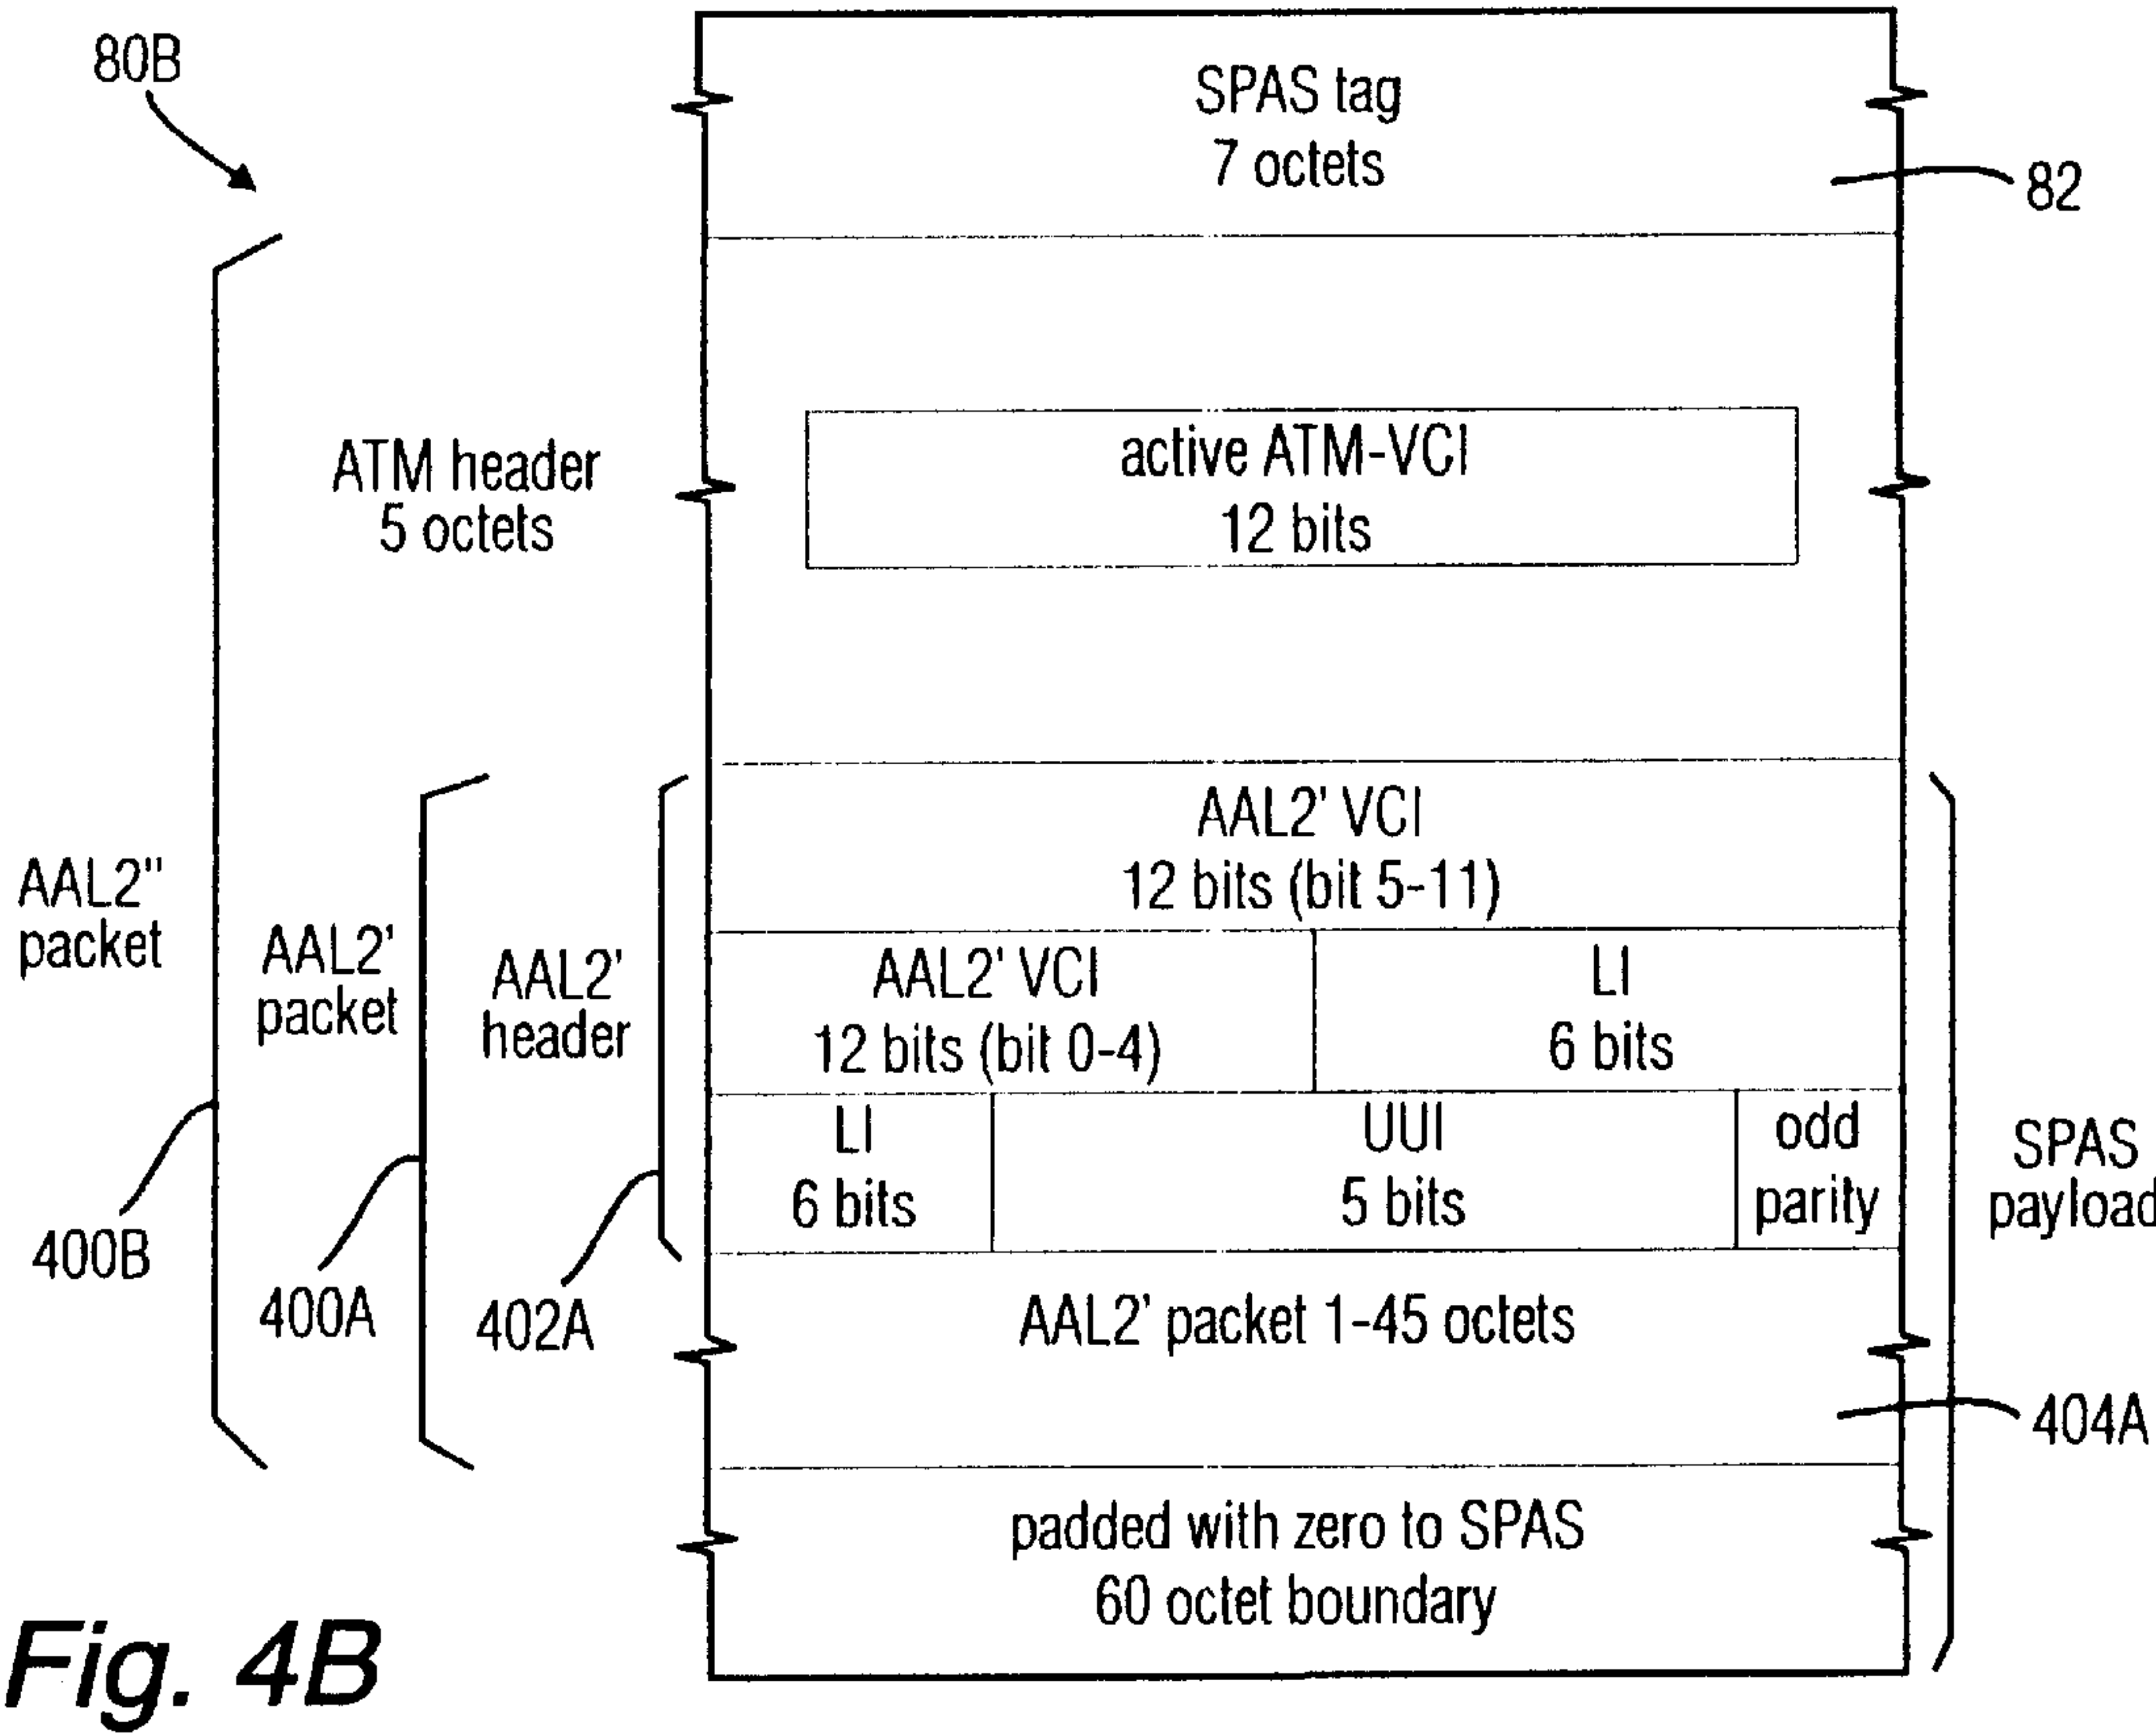 80B
SPAS tag
7 octets
82
ATM header
5 octets
active ATM-VCI
12 bits
AAL2" 
packet
AAL2'
packet
AAL2'
header
AAL2' VCI
12 bits (bit 5-11)
AAL2' VCI
12 bits (bit 0-4)
LI
6 bits
LI
6 bits
UUI
5 bits
odd
parity
SPAS
payload
400B
400A
402A
AAL2' packet 1-45 octets
404A
padded with zero to SPAS
60 octet boundary
Fig. 4B